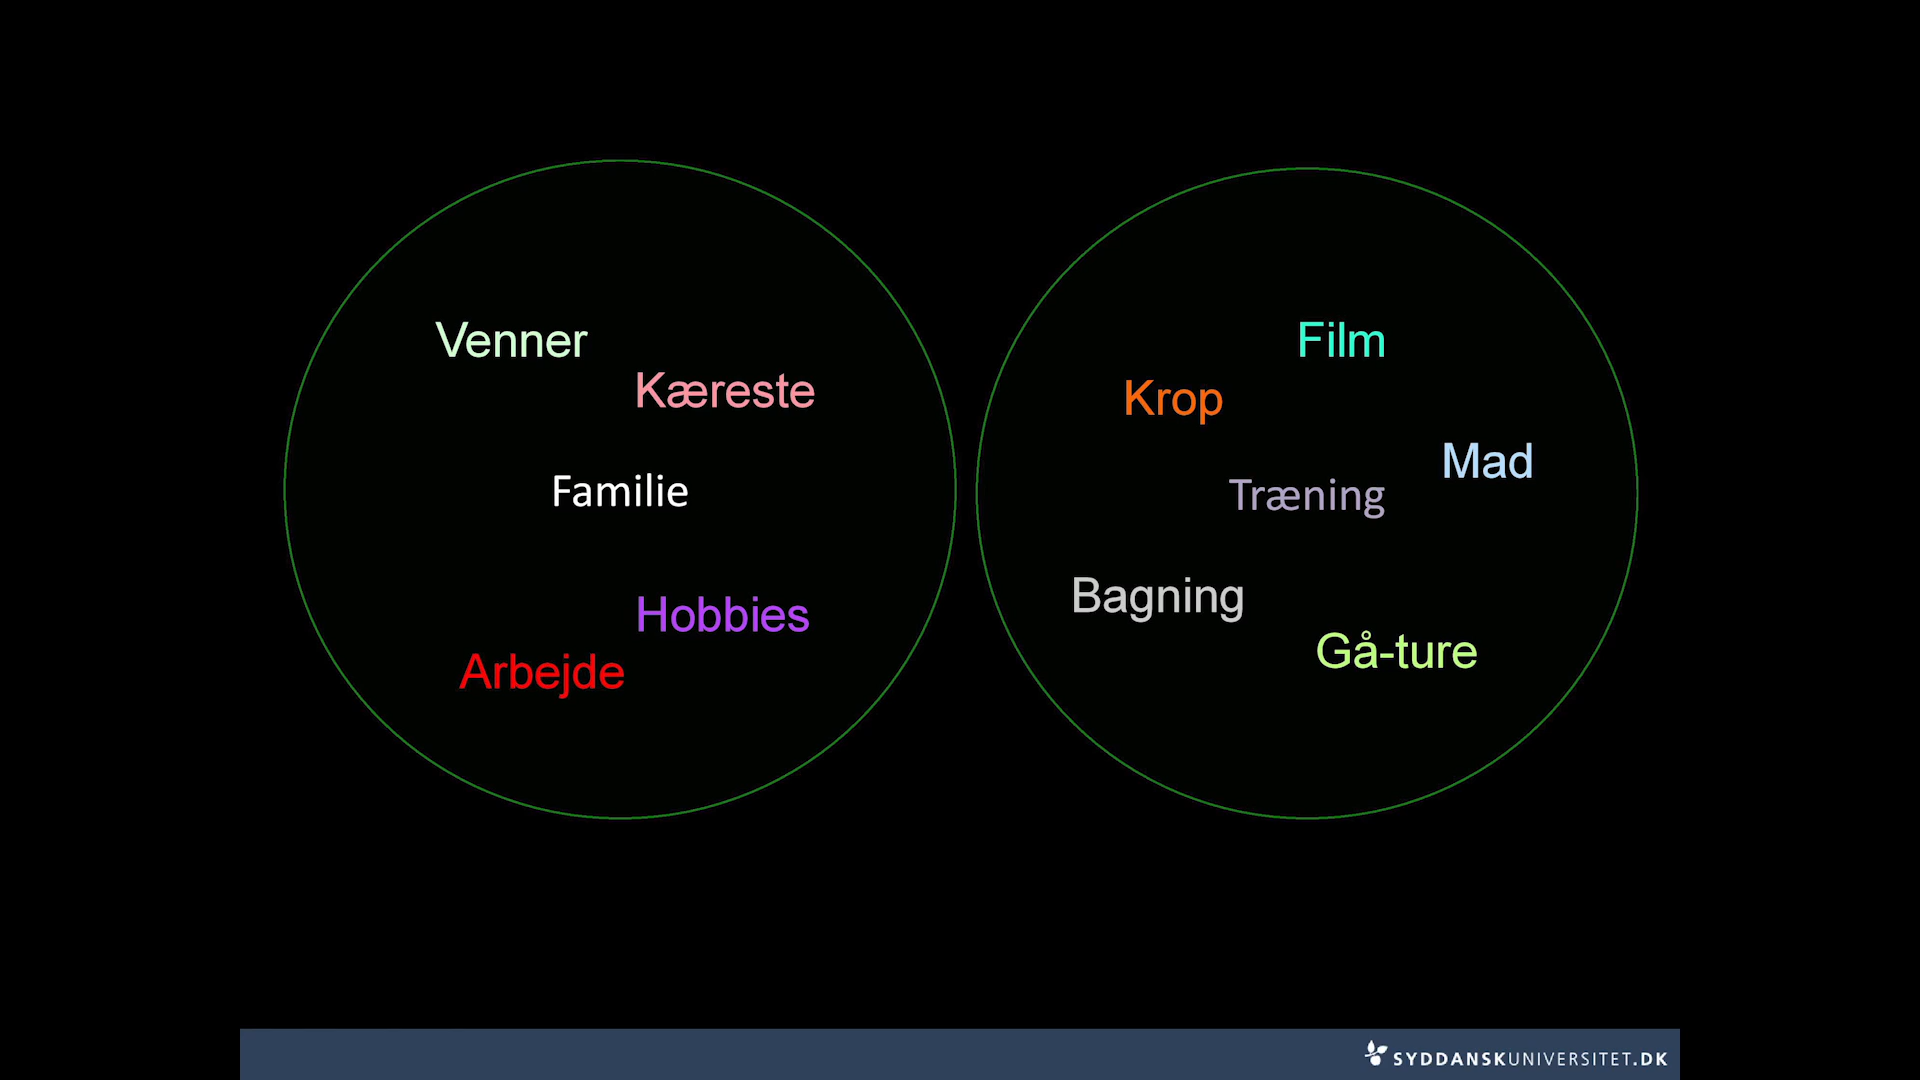 Venner
Kæreste
Familie
Hobbies
Arbejde
Film
Krop
Mad
Træning
Bagning
Gå-ture
SYDDANSKUNIVERSITET.DK